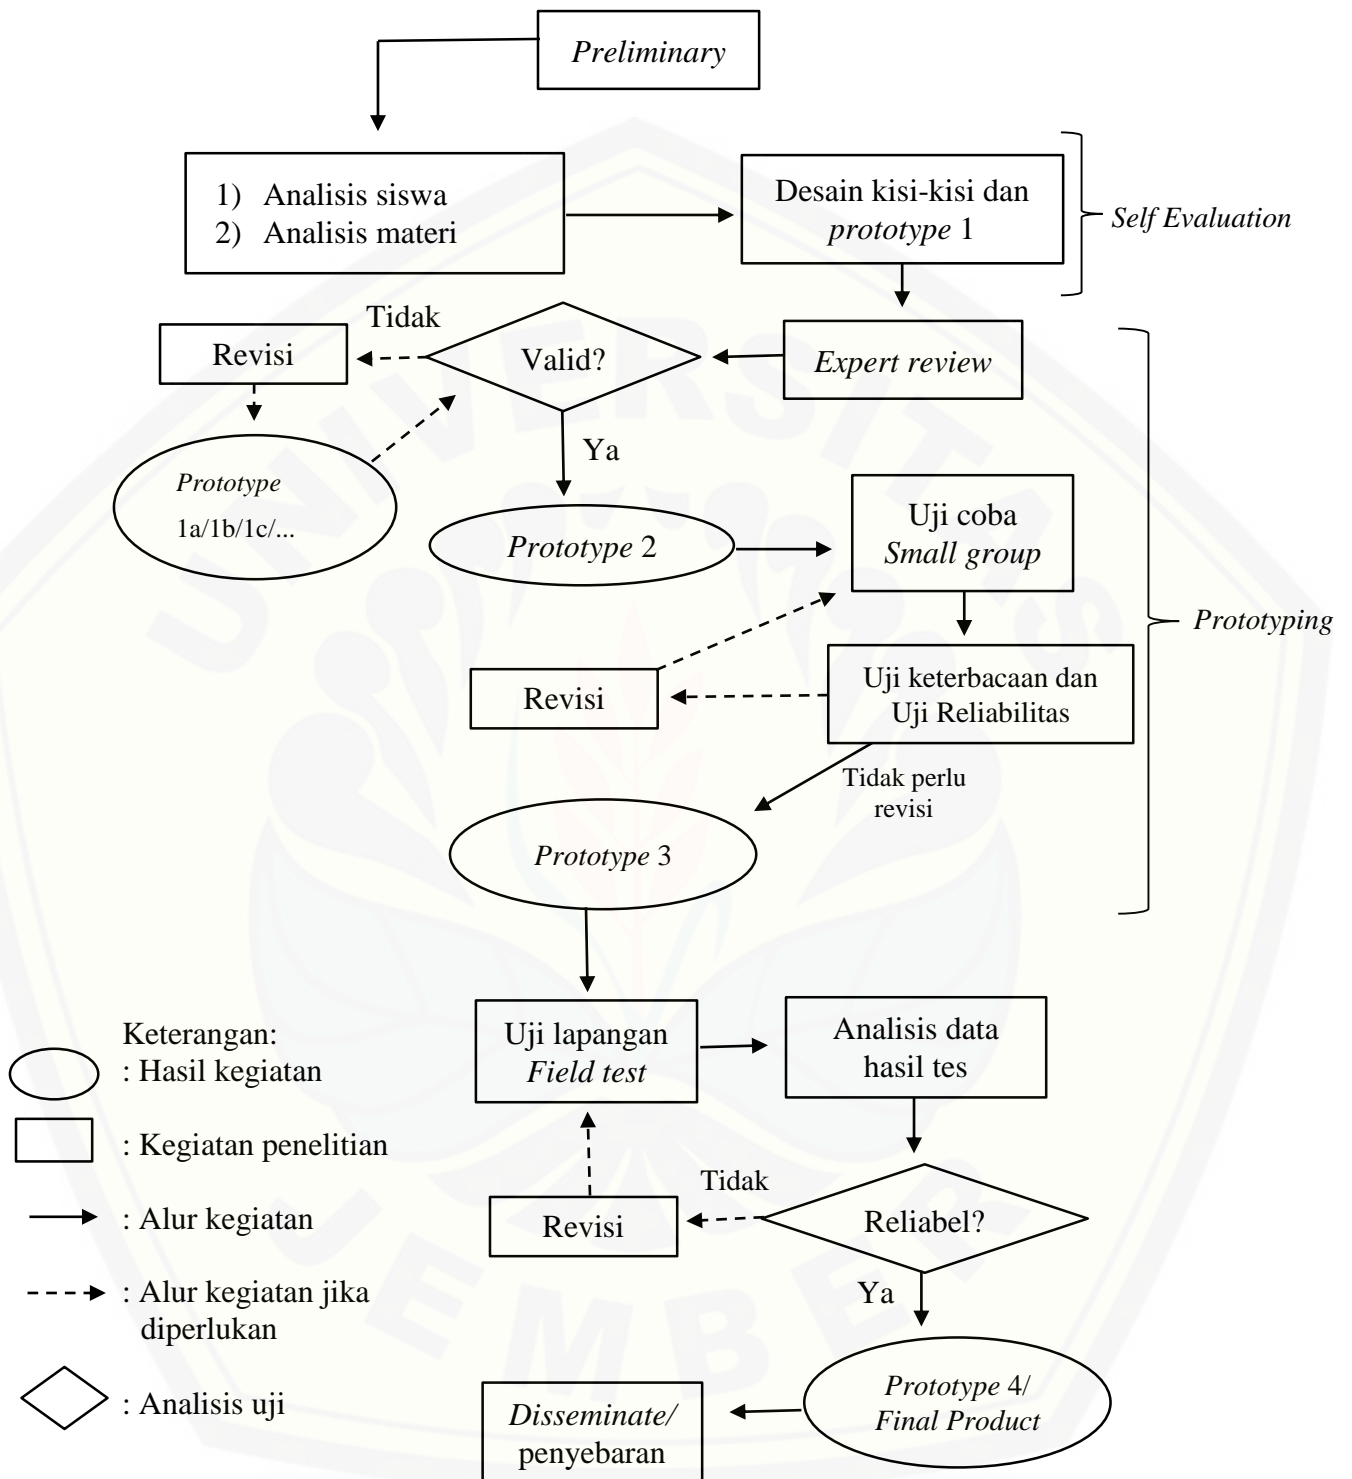 Preliminary
1) Analisis siswa
2) Analisis materi
Desain kisi-kisi dan
prototype 1
Self Evaluation
Tidak
Revisi
Valid?
Expert review
Ya
Prototype
1a/1b/1c/...
Prototype 2
Uji coba
Small group
Prototyping
Revisi
Uji keterbacaan dan
Uji Reliabilitas
Tidak perlu
revisi
Prototype 3
Uji lapangan
Field test
Analisis data
hasil tes
Keterangan:
: Hasil kegiatan
: Kegiatan penelitian
: Alur kegiatan
: Alur kegiatan jika
diperlukan
: Analisis uji
Tidak
Revisi
Reliabel?
Ya
Prototype 4/
Final Product
Disseminate/
penyebaran
UNIVERSITAS
JEMBER